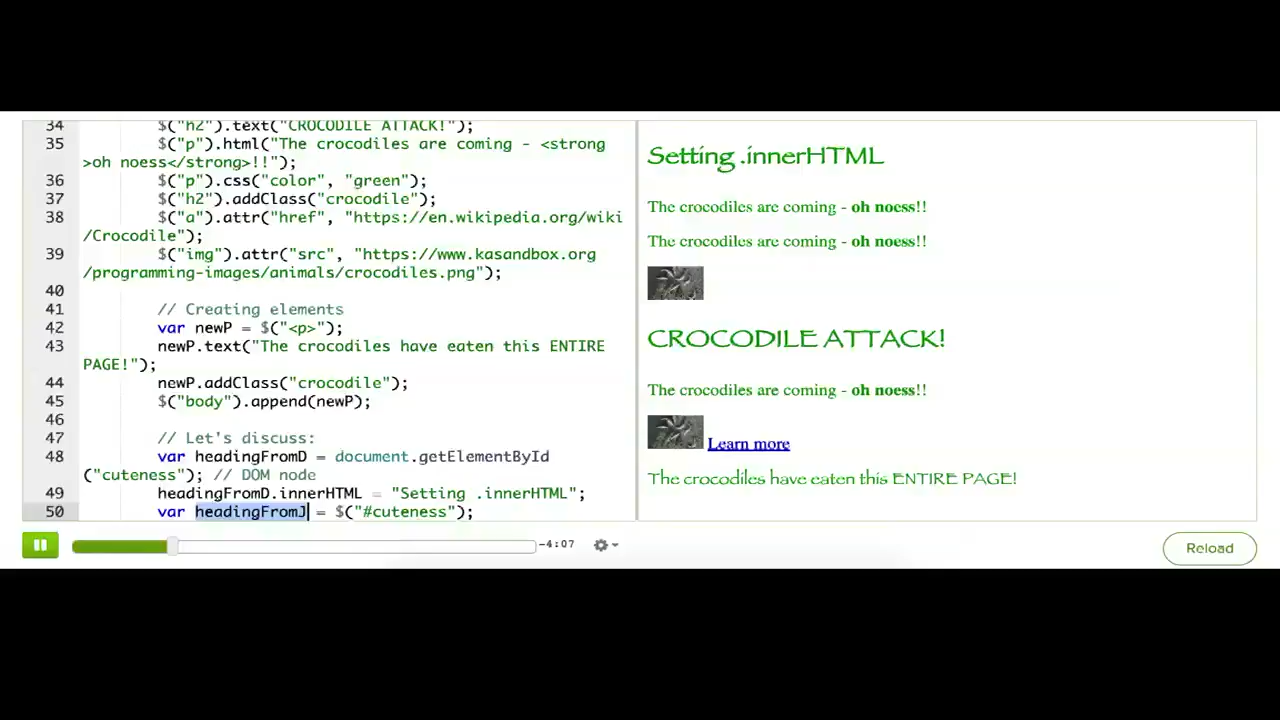 34 $("h2").text("CROCODILE ATTACK!");
35 $("p").html("The crocodiles are coming - <strong
>oh noess</strong>!!");
36 $("p").css("color", "green");
37 $("h2").addClass("crocodile");
38 $("a").attr("href", "https://en.wikipedia.org/wiki
/Crocodile");
39 $("img").attr("src", "https://www.kasandbox.org
/programming-images/animals/crocodiles.png");
40
41 // Creating elements
42 var newP = $("<p>");
43 newP.text("The crocodiles have eaten this ENTIRE
PAGE!");
44 newP.addClass("crocodile");
45 $("body").append(newP);
46
47 // Let's discuss:
48 var headingFromD = document.getElementById
("cuteness"); // DOM node
49 headingFromD.innerHTML = "Setting .innerHTML";
50 var headingFromJ = $("#cuteness");
Setting .innerHTML
The crocodiles are coming - oh noess!!
The crocodiles are coming - oh noess!!
CROCODILE ATTACK!
The crocodiles are coming - oh noess!!
Learn more
The crocodiles have eaten this ENTIRE PAGE!
-4:07
Reload